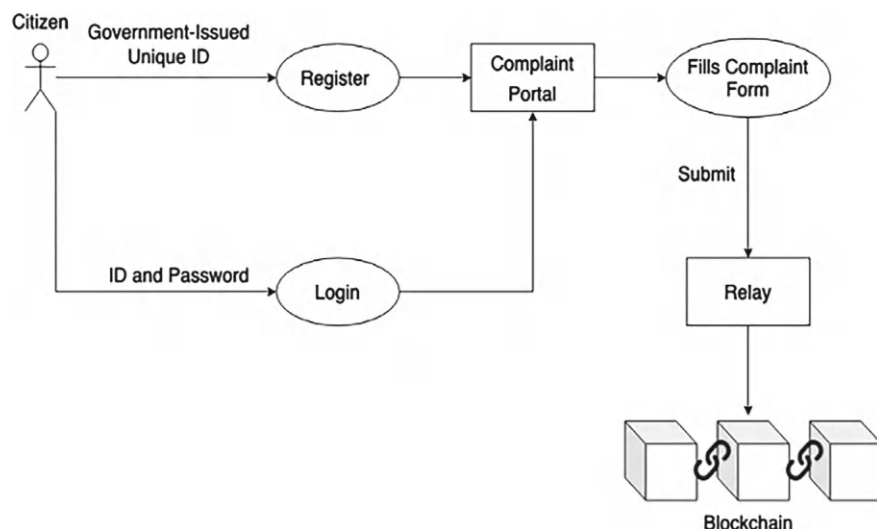 Citizen
Government-Issued
Unique ID
Register
Complaint
Portal
Fills Complaint
Form
Submit
ID and Password
Login
Relay
Blockchain